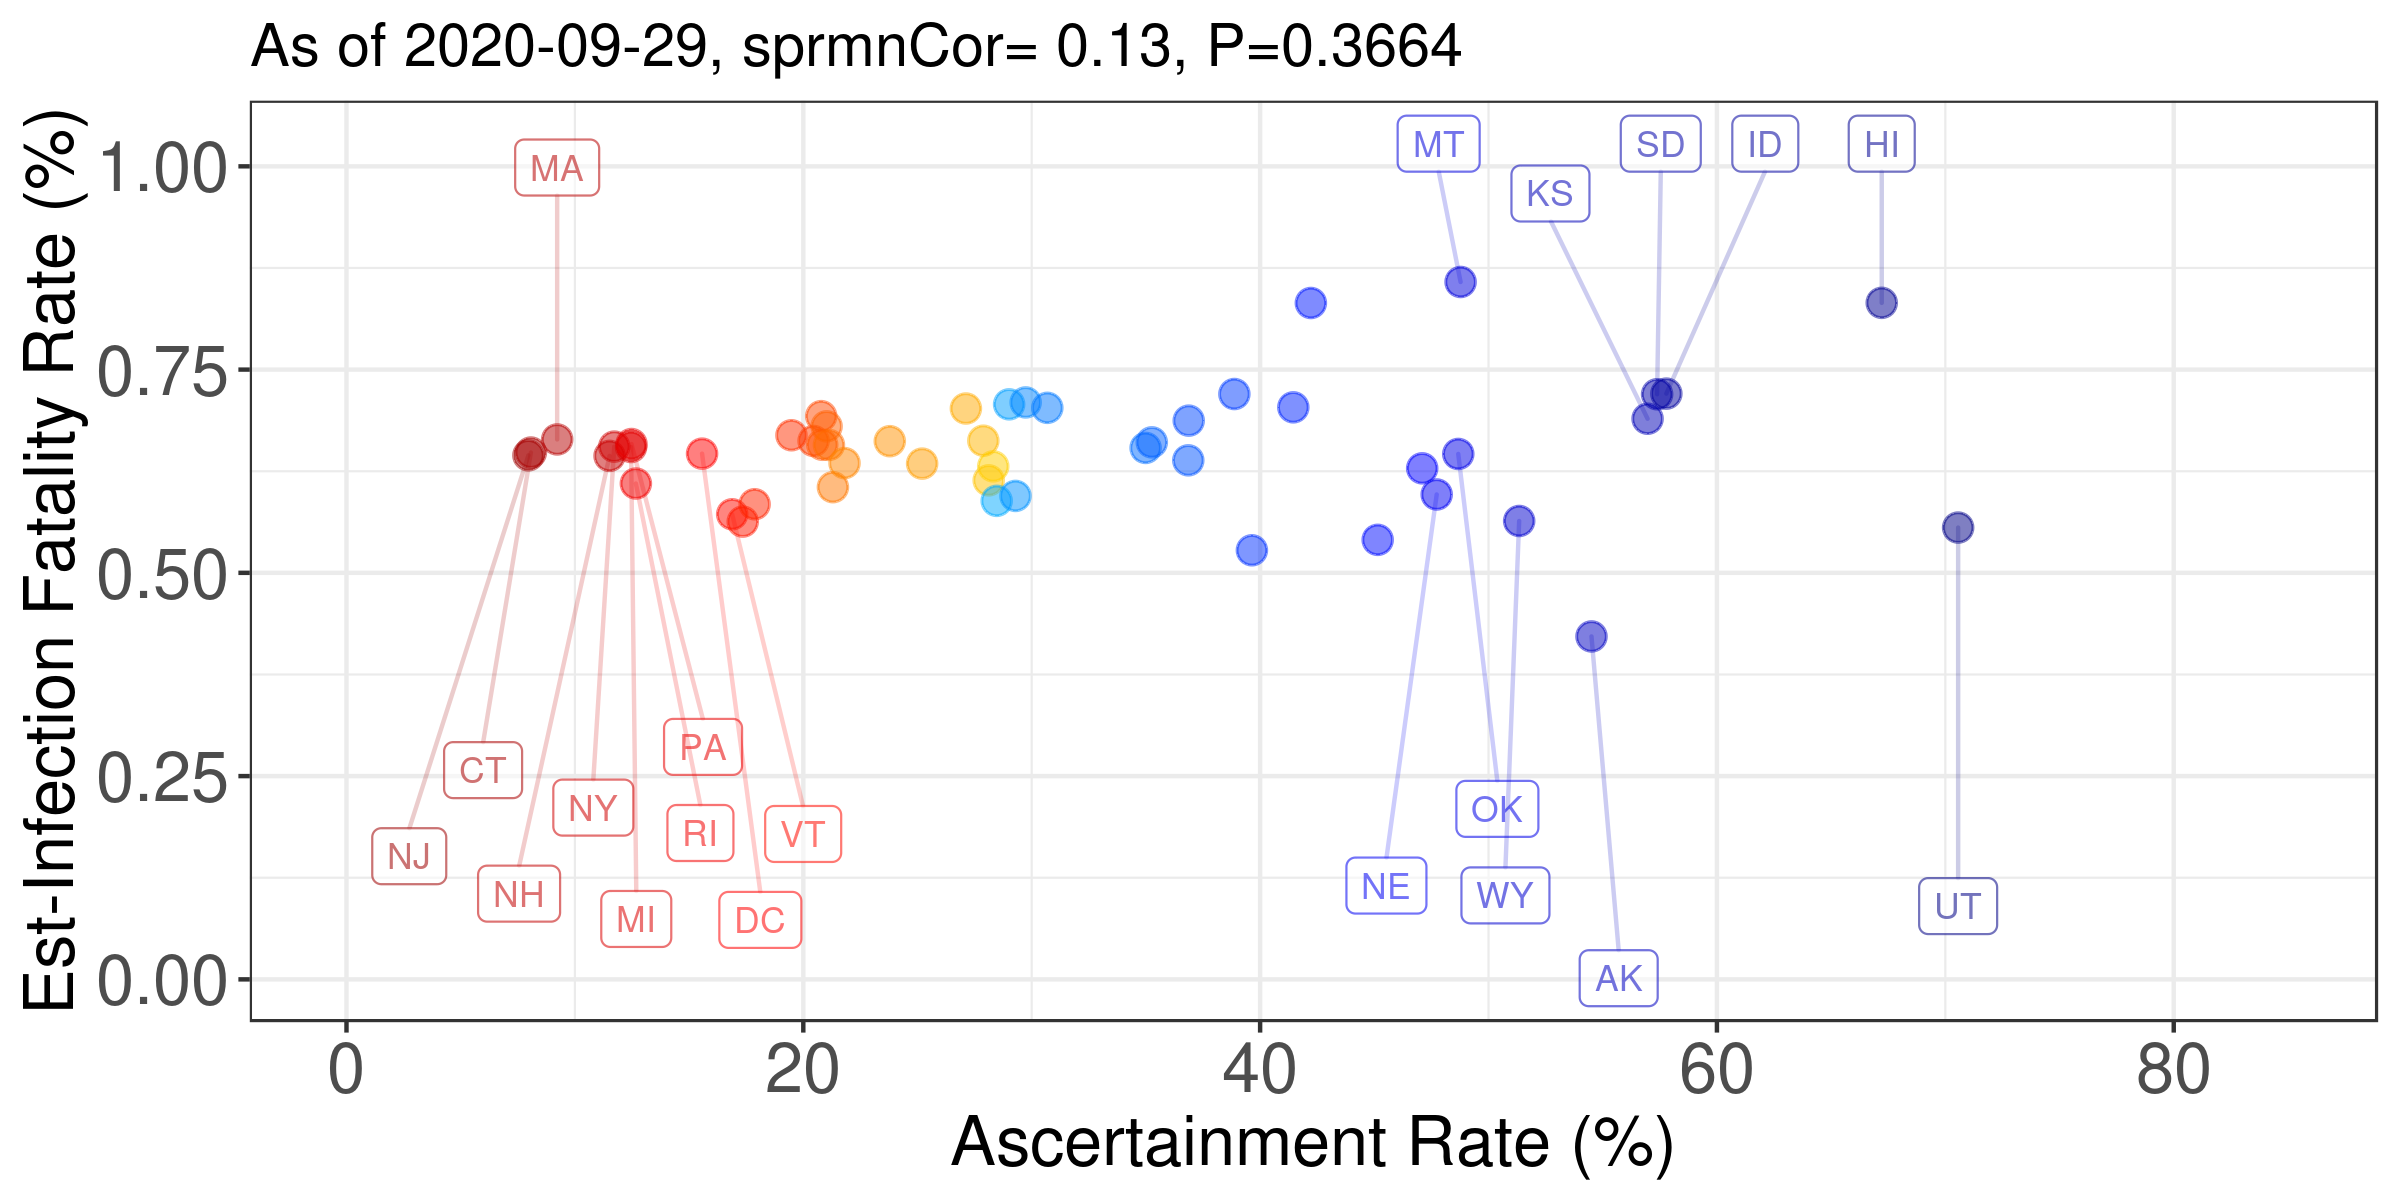 As of 2020-09-29, sprmnCor= 0.13, P=0.3664
Est-Infection Fatality Rate (%)
1.00
0.75
0.50
0.25
0.00
MA
MT
KS
SD
ID
HI
PA
CT
NY
RI
VT
OK
NJ
NH
MI
DC
NE
WY
UT
AK
0
20
40
60
80
Ascertainment Rate (%)